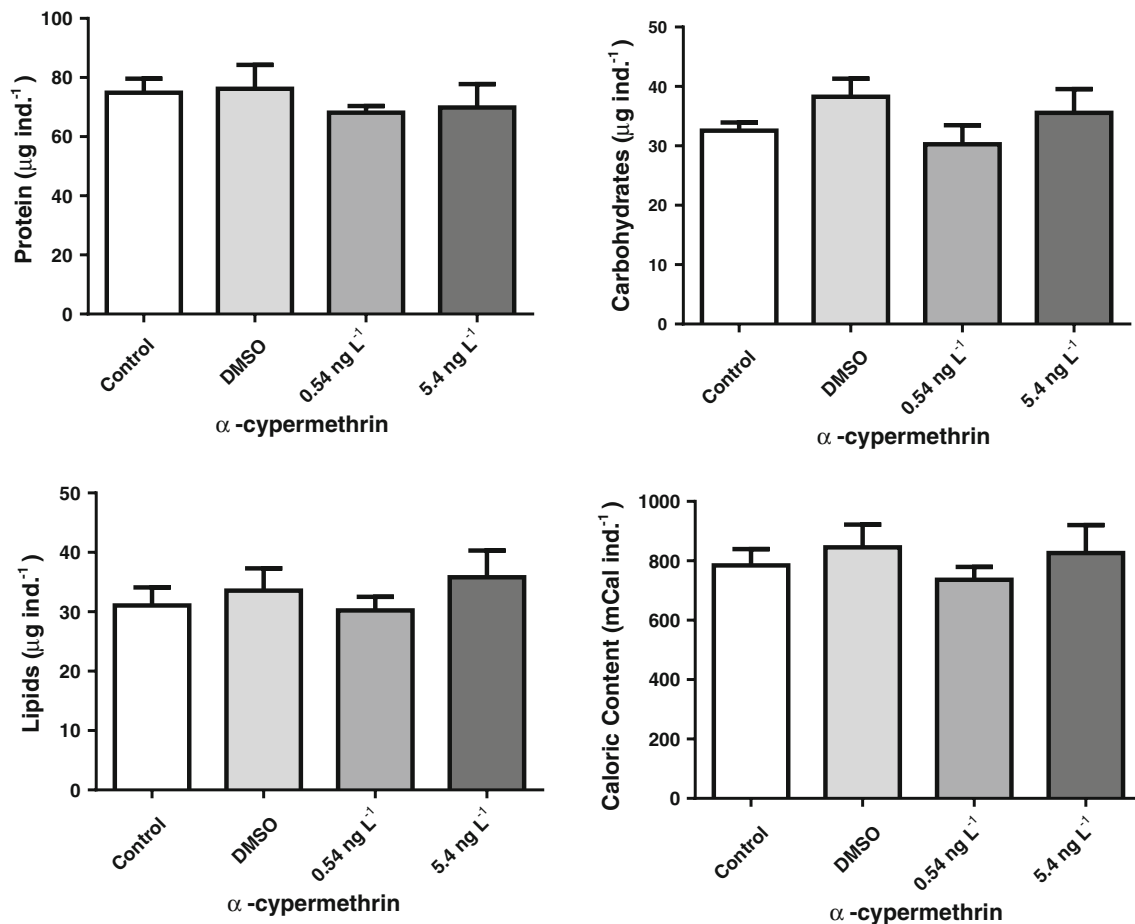 Protein (μg ind.⁻¹)
100
80
60
40
20
0
Control
DMSO
0.54 ng L⁻¹
5.4 ng L⁻¹
α -cypermethrin
Carbohydrates (μg ind.⁻¹)
50
40
30
20
10
0
Control
DMSO
0.54 ng L⁻¹
5.4 ng L⁻¹
α -cypermethrin
Lipids (μg ind.⁻¹)
50
40
30
20
10
0
Control
DMSO
0.54 ng L⁻¹
5.4 ng L⁻¹
α -cypermethrin
Caloric Content (mCal ind.⁻¹)
1000
800
600
400
200
0
Control
DMSO
0.54 ng L⁻¹
5.4 ng L⁻¹
α -cypermethrin